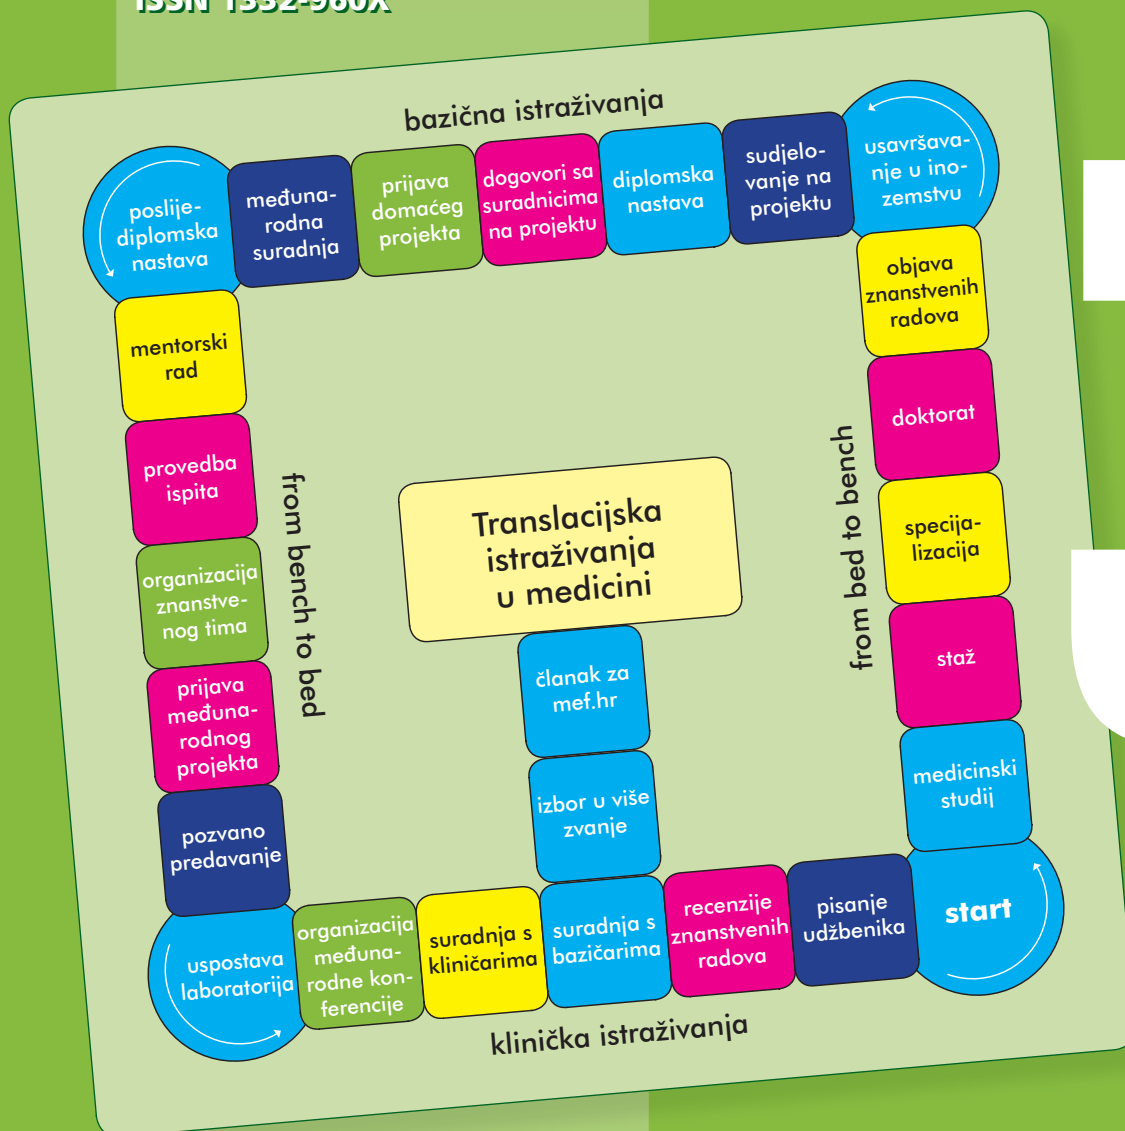 ISSN 1332-960X
bazična istraživanja
poslije-
diplomska
nastava
međuna-
rodna
suradnja
prijava
domaćeg
projekta
dogovori sa
suradnicima
na projektu
diplomska
nastava
sudjelo-
vanje na
projektu
usavršava-
nje u ino-
zemstvu
objava
znanstvenih
radova
doktorat
specija-
lizacija
staž
medicinski
studij
start
from bed to bench
mentorski
rad
provedba
ispita
organizacija
znanstve-
nog tima
prijava
međuna-
rodnog
projekta
pozvano
predavanje
from bench to bed
Translacijska
istraživanja
u medicini
članak za
mef.hr
izbor u više
zvanje
uspostava
laboratorija
organizacija
međuna-
rodne kon-
ferencije
suradnja s
kliničarima
suradnja s
bazičarima
recenzije
znanstvenih
radova
pisanje
udžbenika
klinička istraživanja